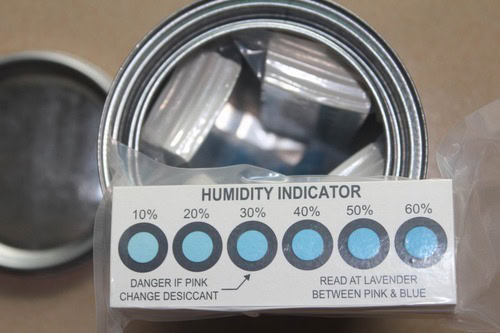 HUMIDITY INDICATOR
10% 20% 30% 40% 50% 60%
DANGER IF PINK
CHANGE DESICCANT
READ AT LAVENDER
BETWEEN PINK & BLUE